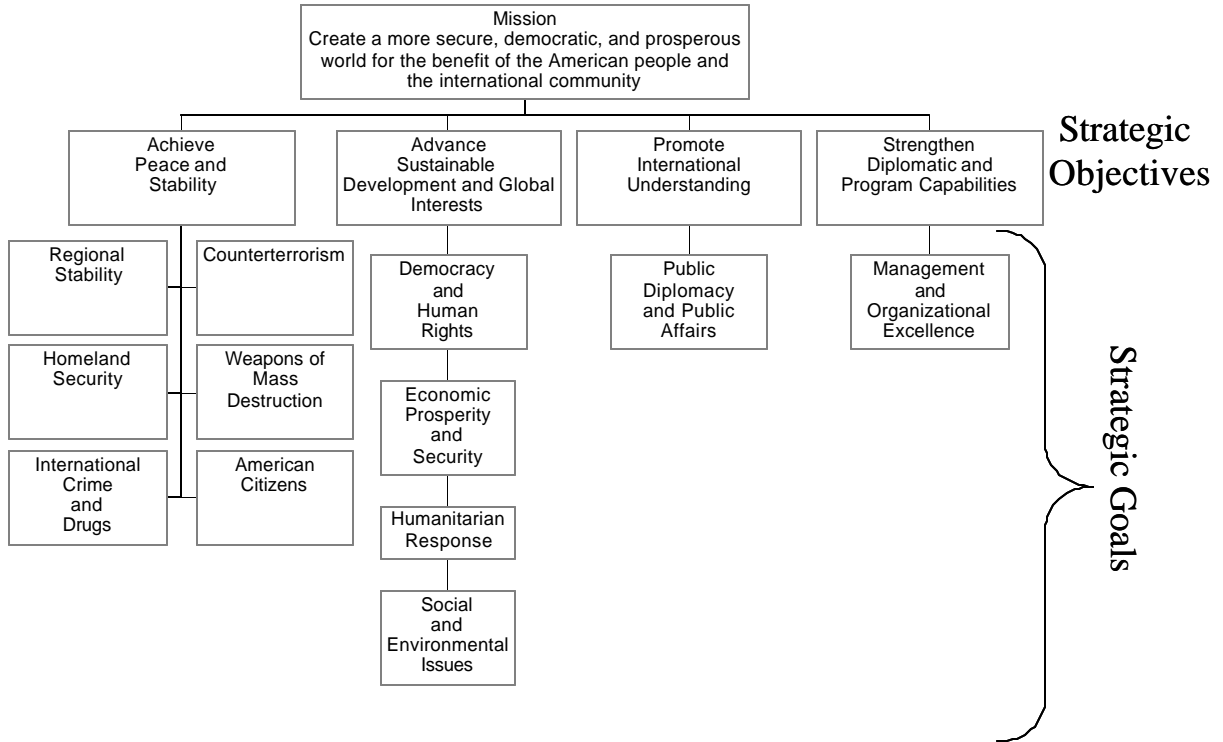 Mission
Create a more secure, democratic, and prosperous
world for the benefit of the American people and
the international community
Achieve
Peace and
Stability
Advance
Sustainable
Development and Global
Interests
Promote
International
Understanding
Strengthen
Diplomatic and
Program Capabilities
Strategic
Objectives
Regional
Stability
Counterterrorism
Homeland
Security
Weapons of
Mass
Destruction
International
Crime
and
Drugs
American
Citizens
Democracy
and
Human
Rights
Economic
Prosperity
and
Security
Humanitarian
Response
Social
and
Environmental
Issues
Public
Diplomacy
and Public
Affairs
Management
and
Organizational
Excellence
Strategic Goals